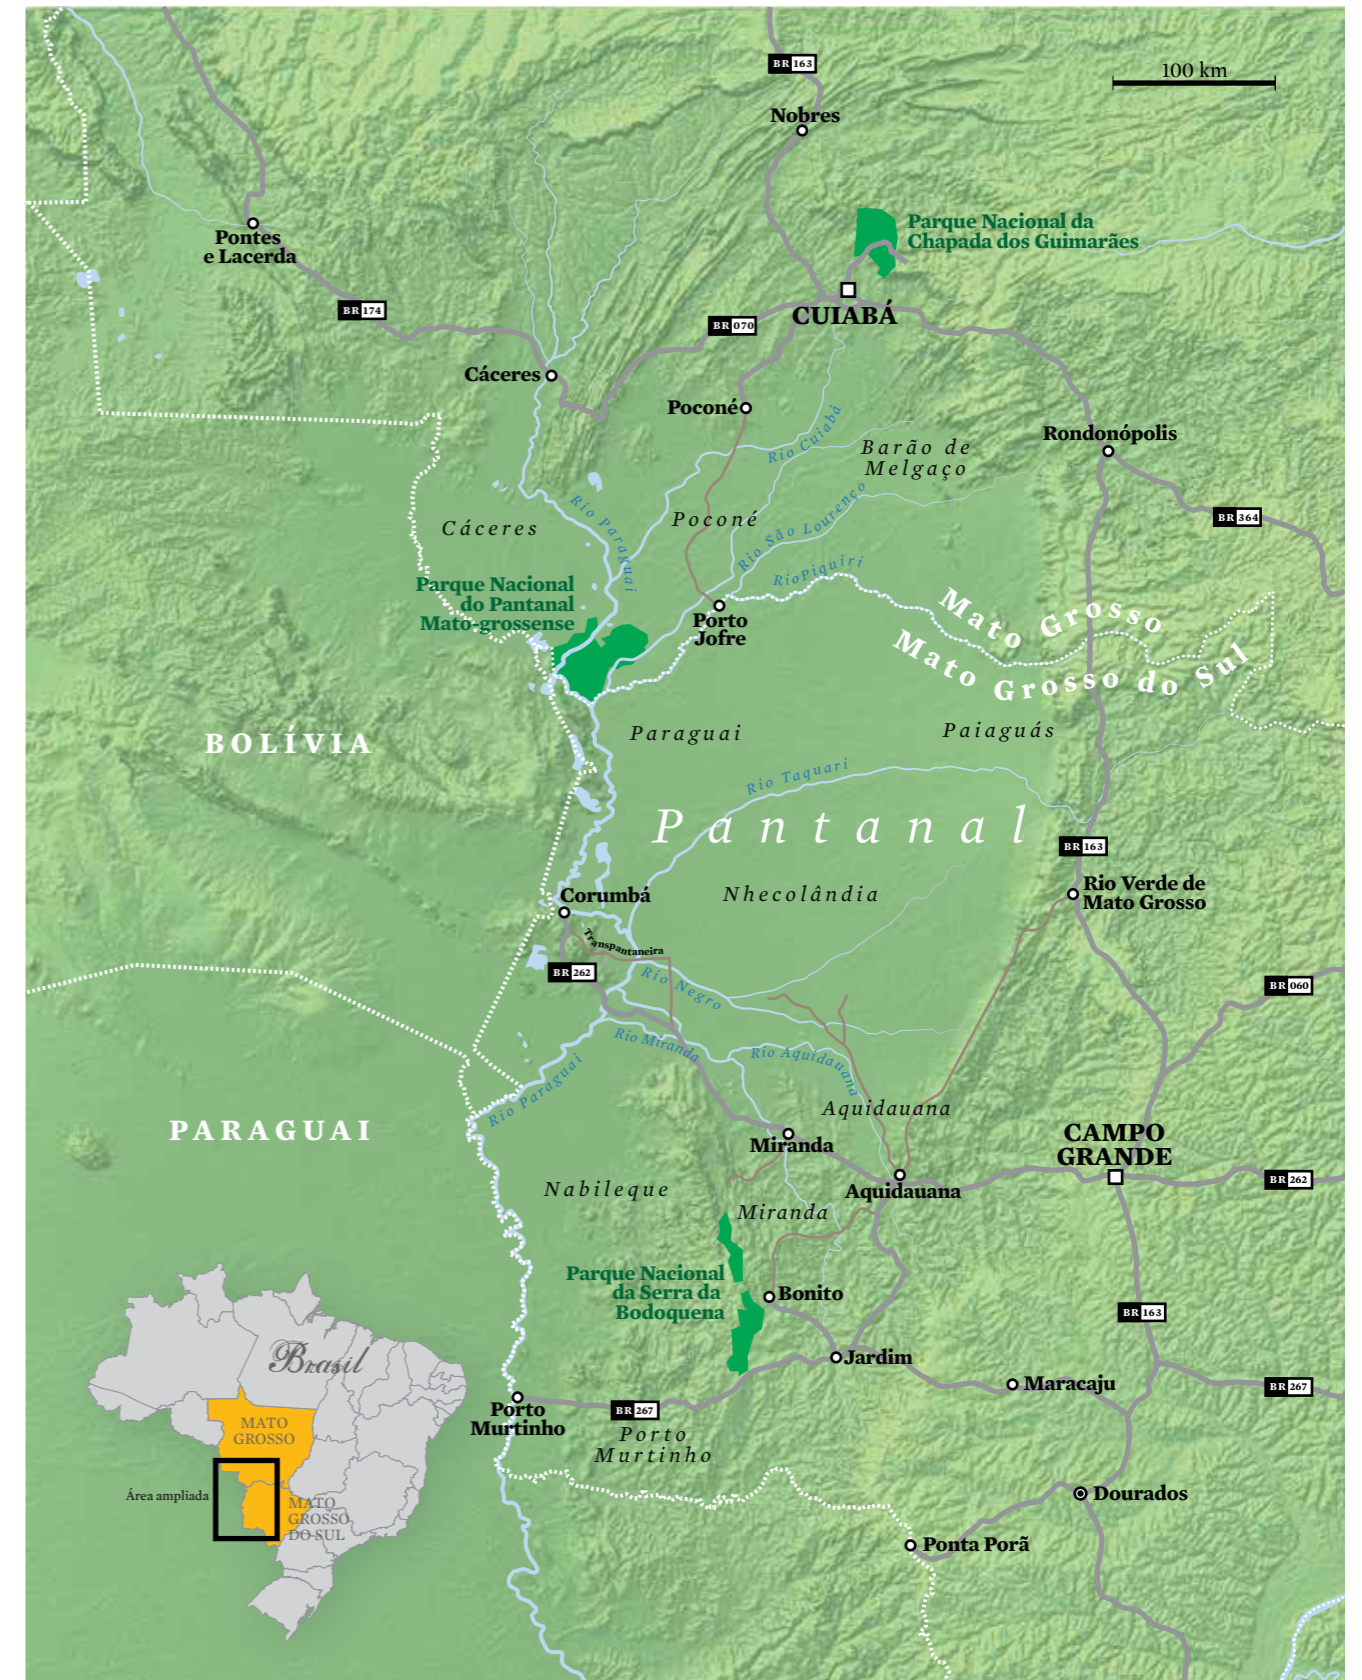 BR 163
100 km
Nobres
Parque Nacional da
Chapada dos Guimarães
Pontes
e Lacerda
BR 174
BR 070
CUIABÁ
Cáceres
Poconé
Rio Cuiabá
Barão de
Melgaço
Rondonópolis
Rio Paraguai
Cáceres
Poconé
Rio São Lourenço
BR 364
Rio Piquirí
Parque Nacional
do Pantanal
Mato-grossense
Porto
Jofre
Mato Grosso
Mato Grosso do Sul
BOLÍVIA
Paraguai
Paiaguás
Rio Taquari
Pantanal
BR 163
Nhecolândia
Rio Verde de
Mato Grosso
Corumbá
Transpantaneira
BR 262
Rio Negro
BR 060
Rio Miranda
Rio Aquidauana
Rio Paraguai
Aquidauana
PARAGUAI
Miranda
CAMPO
GRANDE
Nabileque
Aquidauana
BR 262
Miranda
Parque Nacional
da Serra da
Bodoquena
Bonito
BR 163
Jardim
Maracaju
BR 267
Porto
Murtinho
BR 267
Porto
Murtinho
Brasil
MATO
GROSSO
Área ampliada
MATO
GROSSO
DO SUL
Dourados
Ponta Porã